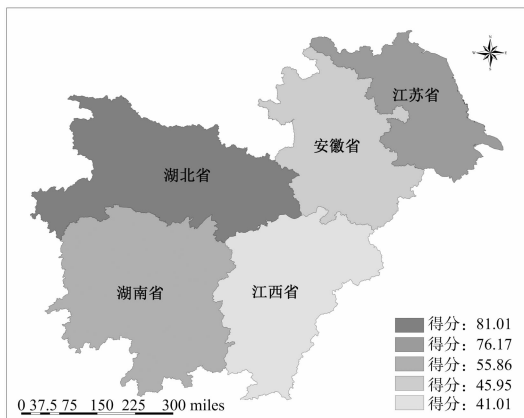 江苏省
安徽省
湖北省
湖南省
江西省
得分：81.01
得分：76.17
得分：55.86
得分：45.95
得分：41.01
0 37.5 75 150 225 300 miles